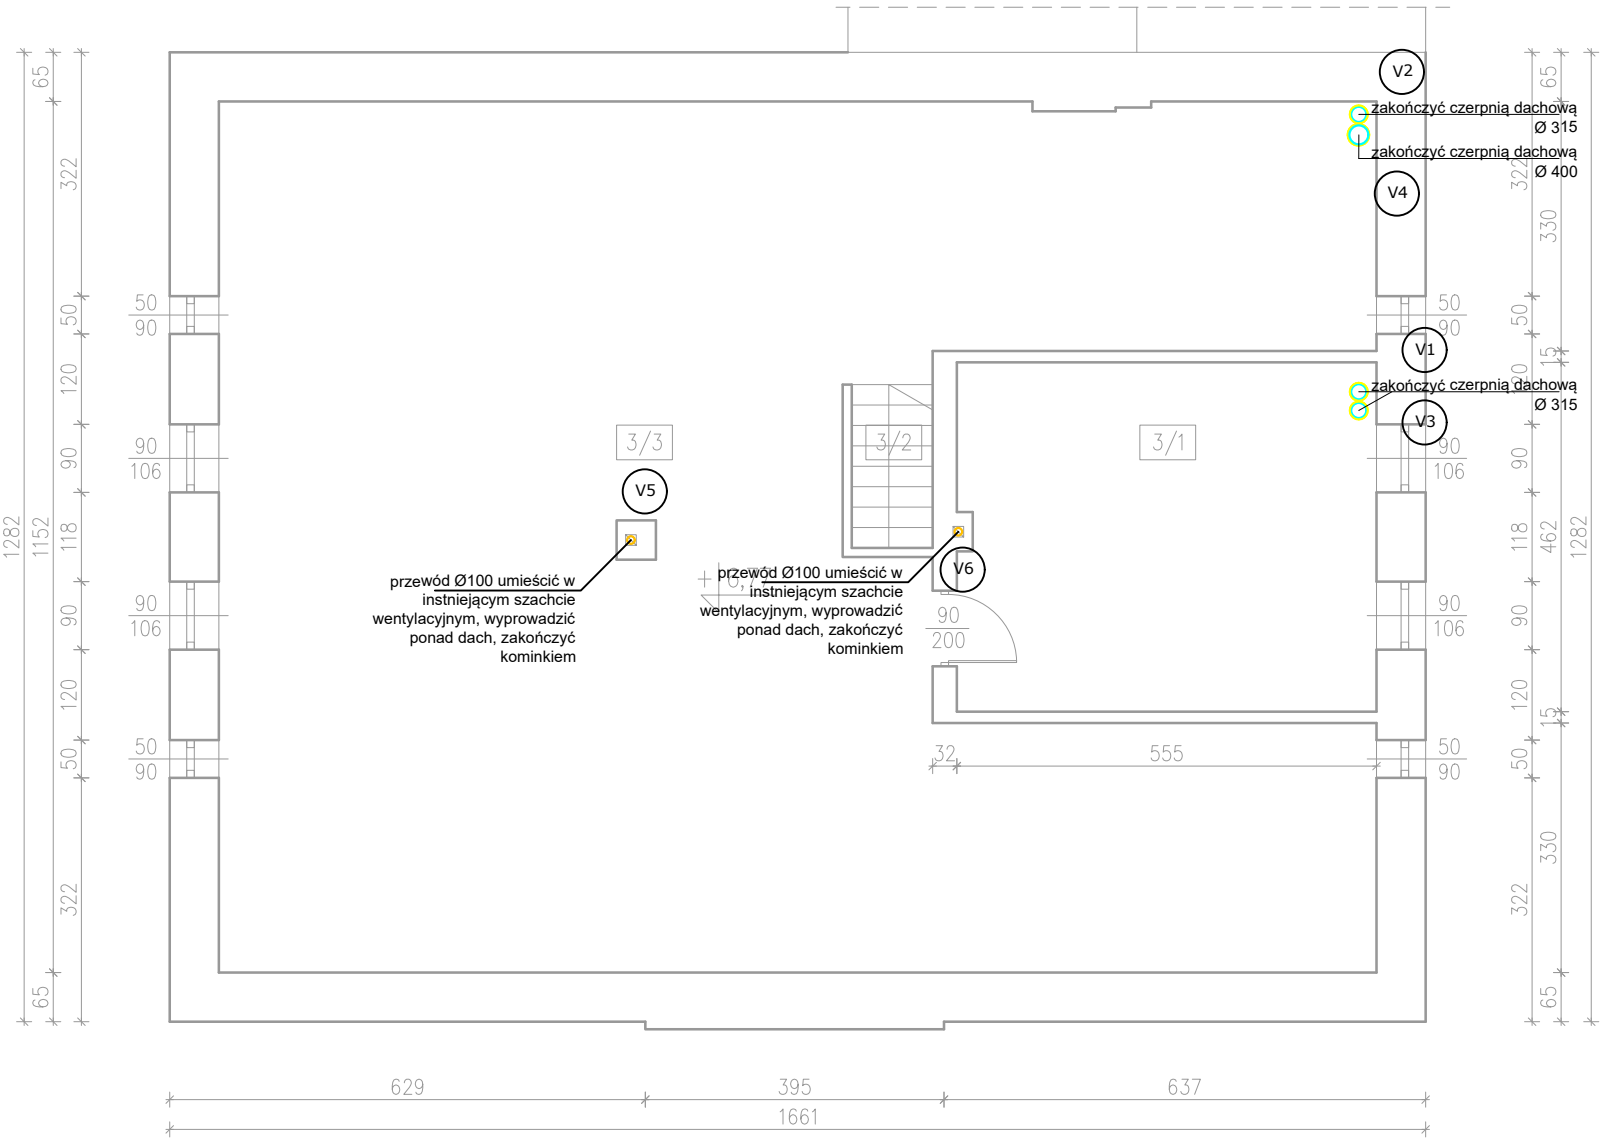 V2
65
65
zakończyć czerpnią dachową
Ø 315
zakończyć czerpnią dachową
Ø 400
322
322
V4
330
50
90
50
90
50
50
V1
15
120
20
zakończyć czerpnią dachową
Ø 315
V3
90
106
90
106
3/3
3/2
3/1
90
90
V5
1282
1152
118
118
462
1282
V6
przewód Ø100 umieścić w
instniejącym szachcie
wentylacyjnym, wyprowadzić
ponad dach, zakończyć
kominkiem
przewód Ø100 umieścić w
instniejącym szachcie
wentylacyjnym, wyprowadzić
ponad dach, zakończyć
kominkiem
90
106
90
200
90
106
90
90
120
120
15
50
90
32
555
50
90
50
50
322
322
330
65
65
629
395
637
1661